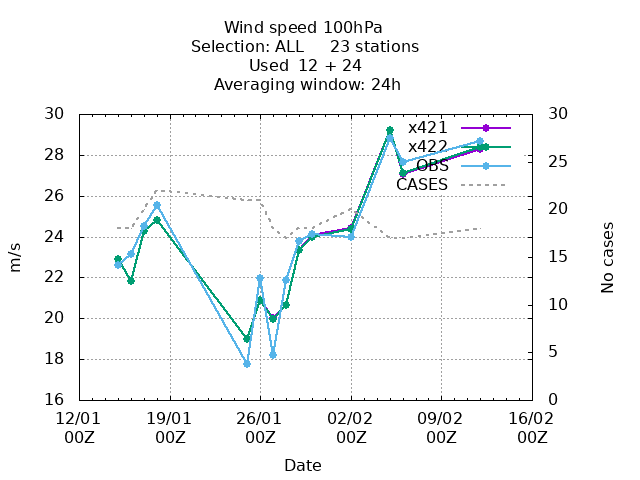 Wind speed 100hPa
Selection: ALL 23 stations
Used 12 + 24
Averaging window: 24h
30
28
26
24
22
20
18
16
m/s
30
25
20
15
10
5
0
No cases
x421
x422
OBS
CASES
12/01 19/01 26/01 02/02 09/02 16/02
00Z 00Z 00Z 00Z 00Z 00Z
Date